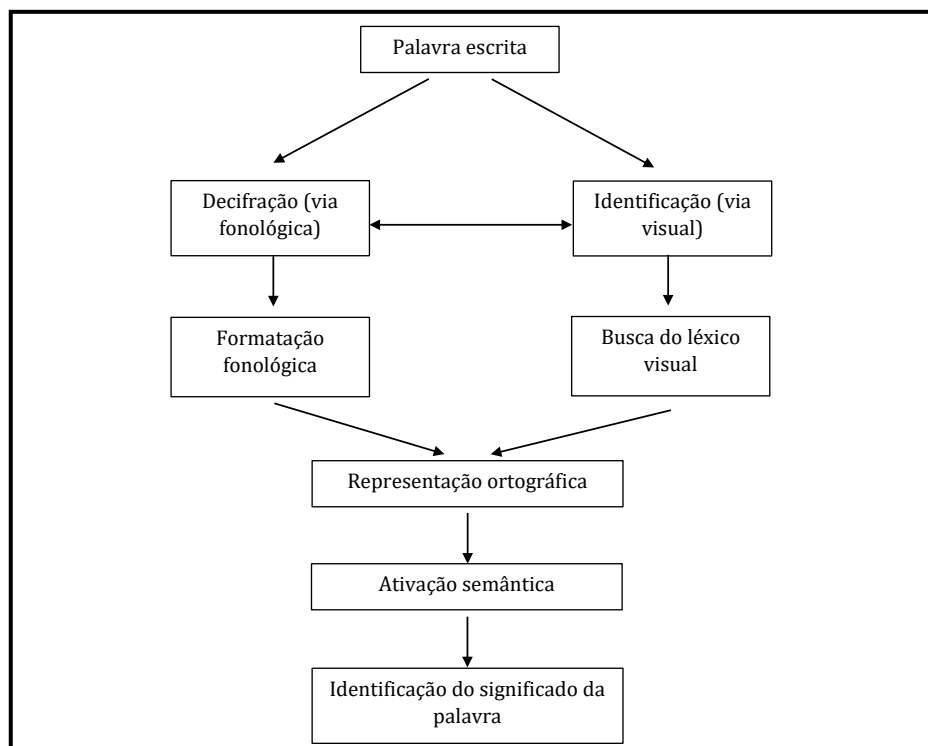 Palavra escrita
Decifração (via
fonológica)
Identificação (via
visual)
Formatação
fonológica
Busca do léxico
visual
Representação ortográfica
Ativação semântica
Identificação do significado da
palavra